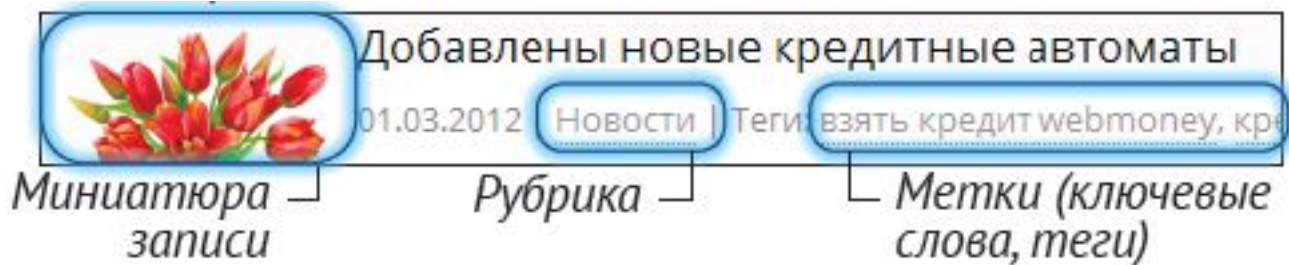 Добавлены новые кредитные автоматы
01.03.2012 Новости | Теги: взять кредит webmoney,
Миниатюра записи
Рубрика
Метки (ключевые слова, теги)